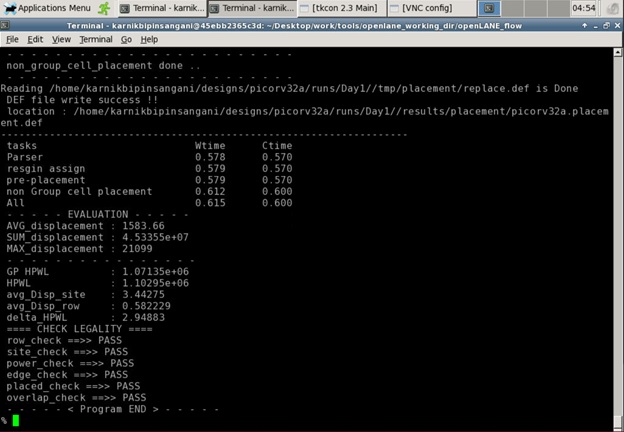 Applications Menu Terminal - karnik... Terminal - karnik... [tkcon 2.3 Main] [VNC config] 04:54
Terminal - karnikbipinsangani@45ebb2365c3d: ~/Desktop/work/tools/openlane_working_dir/openLANE_flow
File Edit View Terminal Go Help
- - - - - - - - - - - - - - - - - - - - - - - -
non_group_cell_placement done ..
- - - - - - - - - - - - - - - - - - - - - - - -
Reading /home/karnikbipinsangani/designs/picorv32a/runs/Day1//tmp/placement/replace.def is Done
DEF file write success !!
location : /home/karnikbipinsangani/designs/picorv32a/runs/Day1//results/placement/picorv32a.placem
ent.def
-----------------------------------------------------------------
tasks Wtime Ctime
Parser 0.578 0.570
resgin assign 0.579 0.570
pre-placement 0.579 0.570
non Group cell placement 0.612 0.600
All 0.615 0.600
- - - - - EVALUATION - - - - -
AVG_displacement : 1583.66
SUM_displacement : 4.53355e+07
MAX_displacement : 21099
- - - - - - - - - - - - - - - -
GP HPWL : 1.07135e+06
HPWL : 1.10295e+06
avg_Disp_site : 3.44275
avg_Disp_row : 0.582229
delta_HPWL : 2.94883
==== CHECK LEGALITY ====
row_check ==>> PASS
site_check ==>> PASS
power_check ==>> PASS
edge_check ==>> PASS
placed_check ==>> PASS
overlap_check ==>> PASS
- - - - - < Program END > - - - - -
%